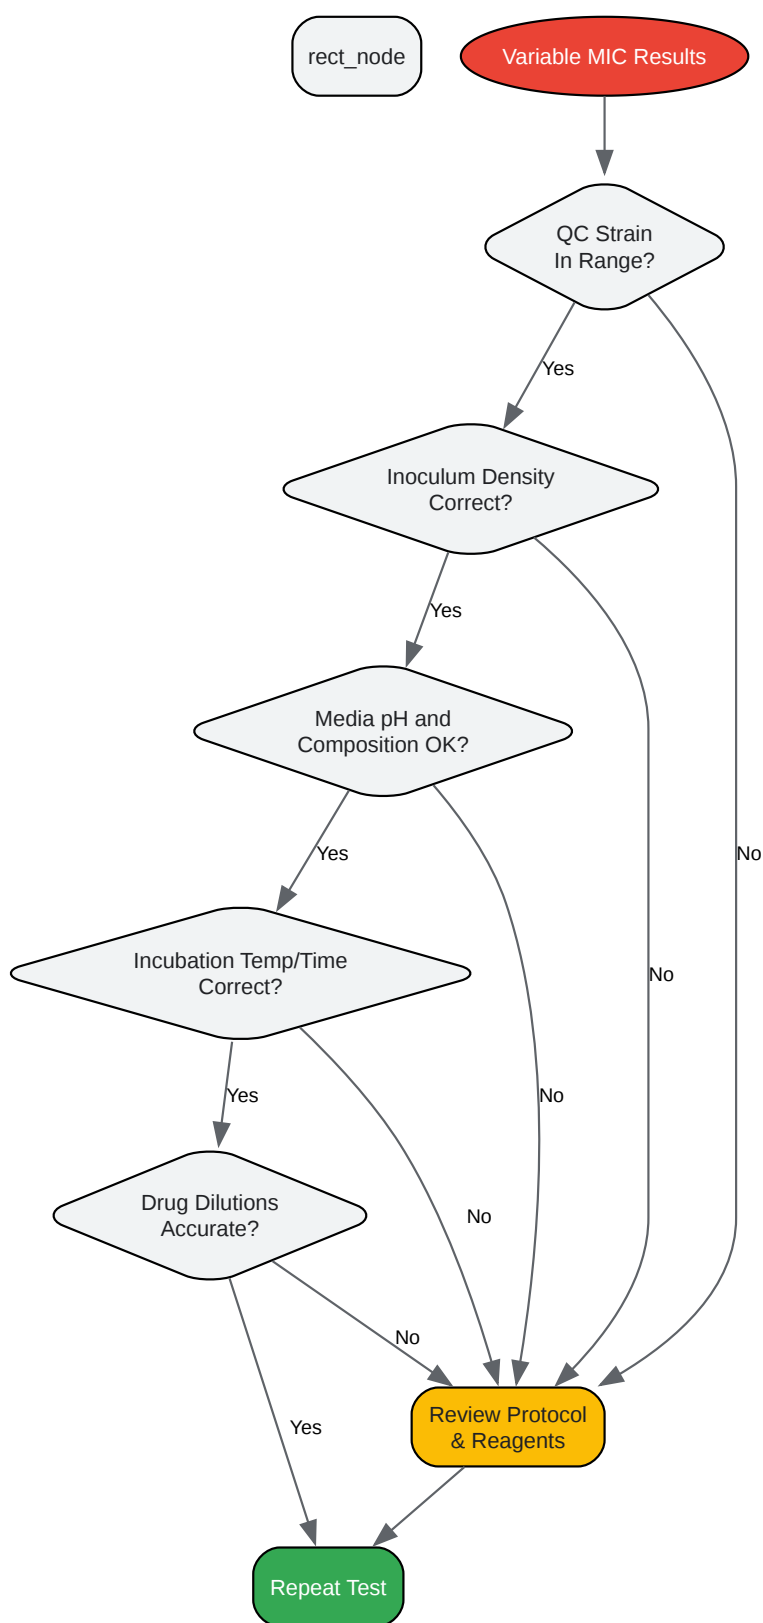 rect_node
Variable MIC Results
QC Strain
In Range?
Yes
Inoculum Density
Correct?
Yes
Media pH and
Composition OK?
Yes
No
Incubation Temp/Time
Correct?
No
Yes
No
Drug Dilutions
Accurate?
No
No
Review Protocol
& Reagents
Yes
Repeat Test